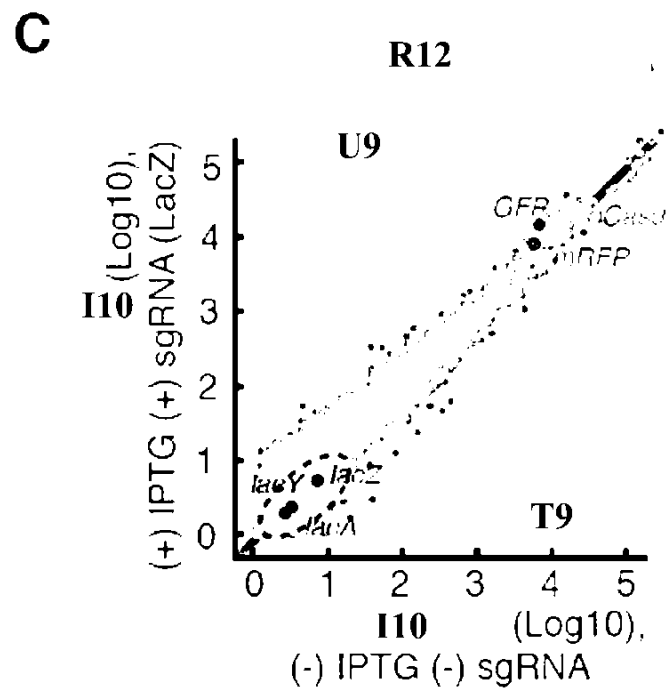 C
R12
U9
(Log10),
I10
(+) IPTG (+) sgRNA (LacZ)
5
4
3
2
1
0
GFP
mRFP
lacY
lacZ
lacA
T9
0 1 2 3 4 5
I10
(Log10),
(-) IPTG (-) sgRNA